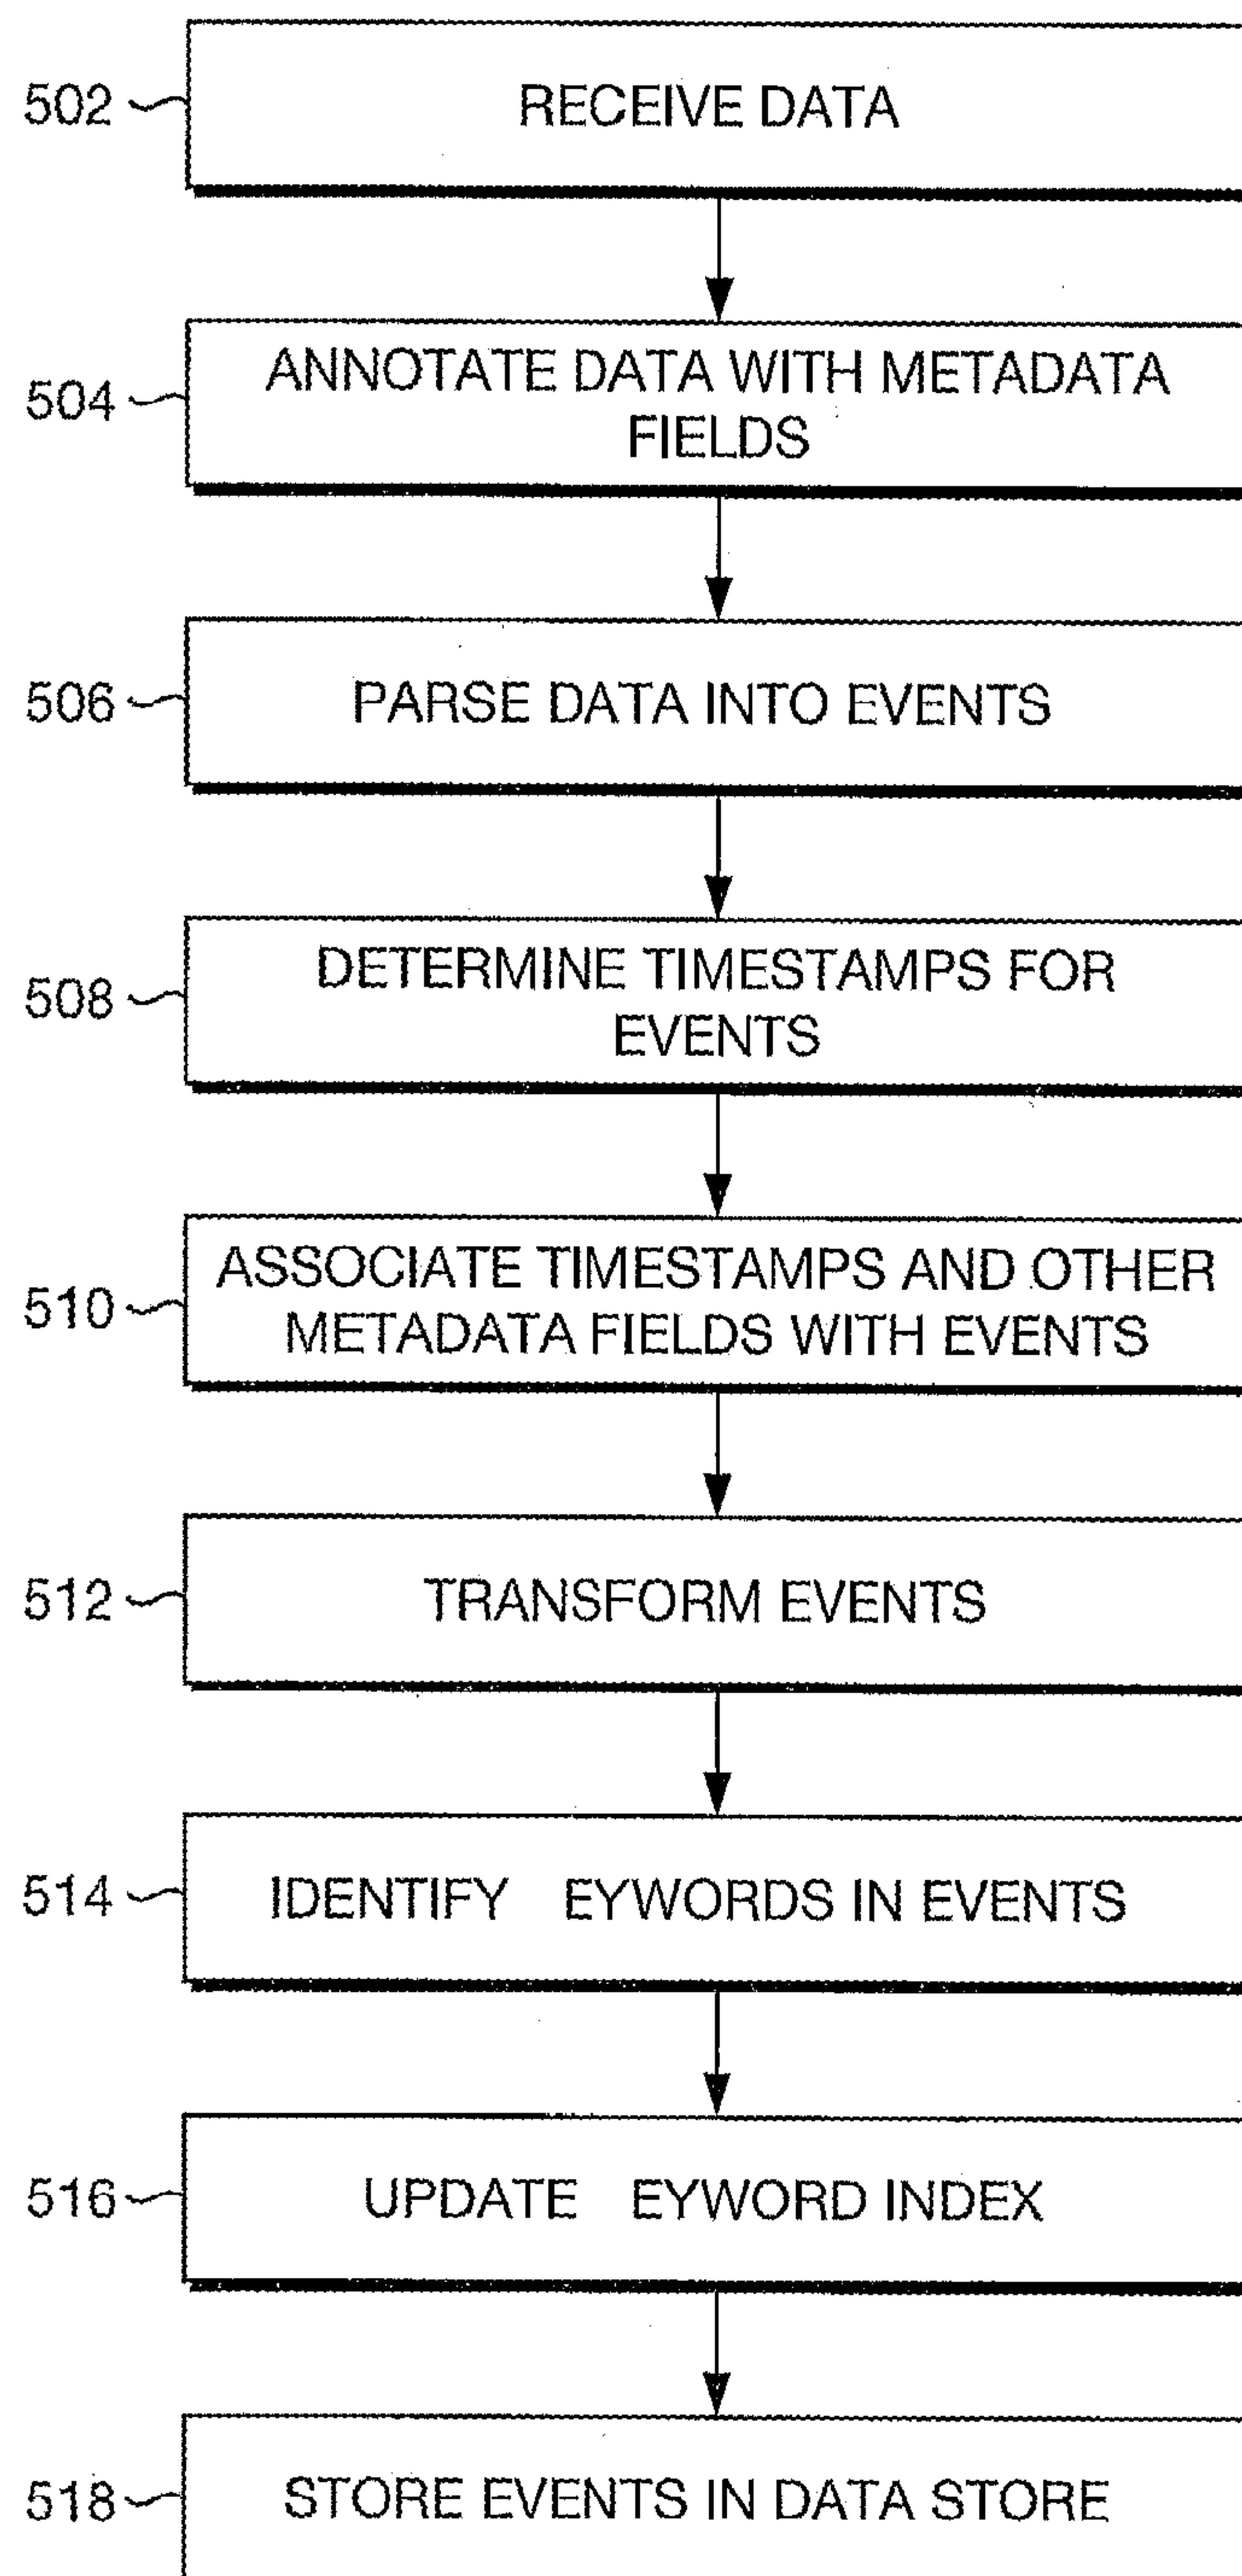 502
RECEIVE DATA
504
ANNOTATE DATA WITH METADATA
FIELDS
506
PARSE DATA INTO EVENTS
508
DETERMINE TIMESTAMPS FOR
EVENTS
510
ASSOCIATE TIMESTAMPS AND OTHER
METADATA FIELDS WITH EVENTS
512
TRANSFORM EVENTS
514
IDENTIFY EYWORDS IN EVENTS
516
UPDATE EYWORD INDEX
518
STORE EVENTS IN DATA STORE